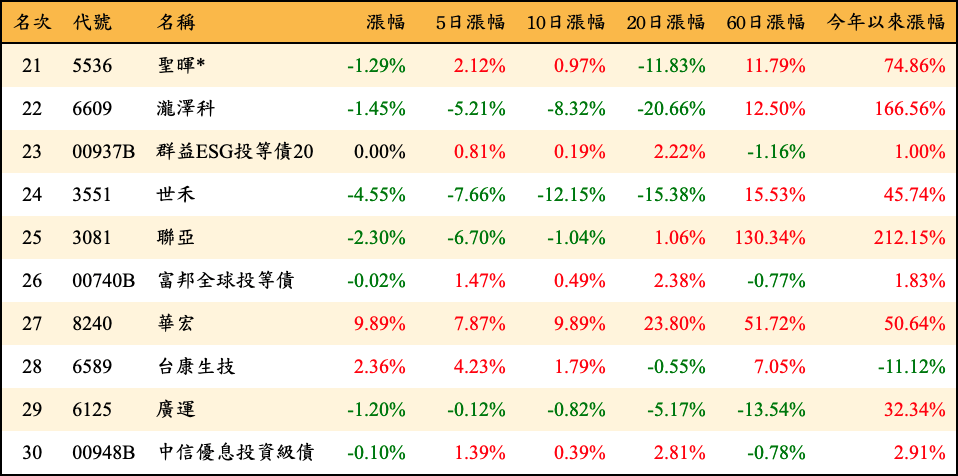 名次 代號 名稱 漲幅 5日漲幅 10日漲幅 20日漲幅 60日漲幅 今年以來漲幅
21 5536 聖暉* -1.29% 2.12% 0.97% -11.83% 11.79% 74.86%
22 6609 瀧澤科 -1.45% -5.21% -8.32% -20.66% 12.50% 166.56%
23 00937B 群益ESG投等債20 0.00% 0.81% 0.19% 2.22% -1.16% 1.00%
24 3551 世禾 -4.55% -7.66% -12.15% -15.38% 15.53% 45.74%
25 3081 聯亞 -2.30% -6.70% -1.04% 1.06% 130.34% 212.15%
26 00740B 富邦全球投等債 -0.02% 1.47% 0.49% 2.38% -0.77% 1.83%
27 8240 華宏 9.89% 7.87% 9.89% 23.80% 51.72% 50.64%
28 6589 台康生技 2.36% 4.23% 1.79% -0.55% 7.05% -11.12%
29 6125 廣運 -1.20% -0.12% -0.82% -5.17% -13.54% 32.34%
30 00948B 中信優息投資級債 -0.10% 1.39% 0.39% 2.81% -0.78% 2.91%